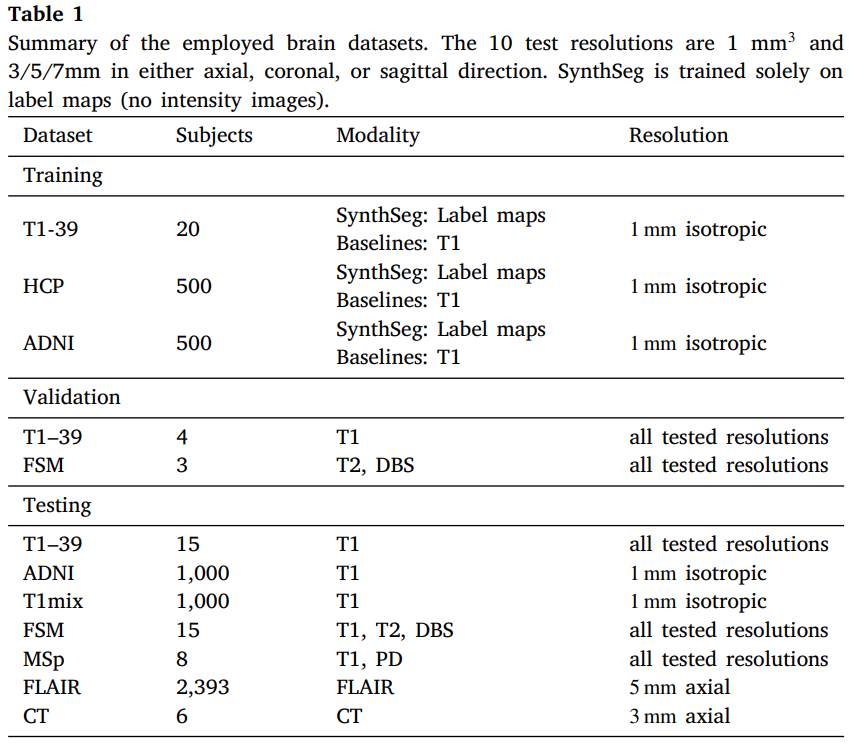 Table 1
Summary of the employed brain datasets. The 10 test resolutions are 1 mm³ and
3/5/7mm in either axial, coronal, or sagittal direction. SynthSeg is trained solely on
label maps (no intensity images).
Dataset Subjects Modality Resolution
Training
T1-39 20 SynthSeg: Label maps
Baselines: T1 1 mm isotropic
HCP 500 SynthSeg: Label maps
Baselines: T1 1 mm isotropic
ADNI 500 SynthSeg: Label maps
Baselines: T1 1 mm isotropic
Validation
T1–39 4 T1 all tested resolutions
FSM 3 T2, DBS all tested resolutions
Testing
T1–39 15 T1 all tested resolutions
ADNI 1,000 T1 1 mm isotropic
T1mix 1,000 T1 1 mm isotropic
FSM 15 T1, T2, DBS all tested resolutions
MSp 8 T1, PD all tested resolutions
FLAIR 2,393 FLAIR 5 mm axial
CT 6 CT 3 mm axial